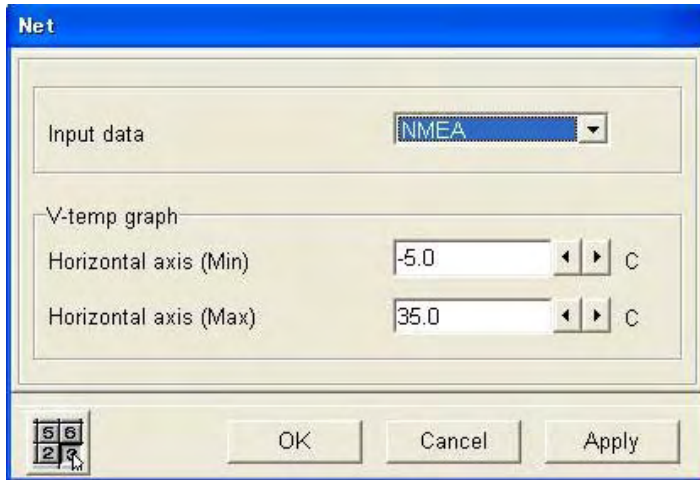 Net
Input data
NMEA
V-temp graph
Horizontal axis (Min)
-5.0
C
Horizontal axis (Max)
35.0
C
5 6
2 3
OK
Cancel
Apply